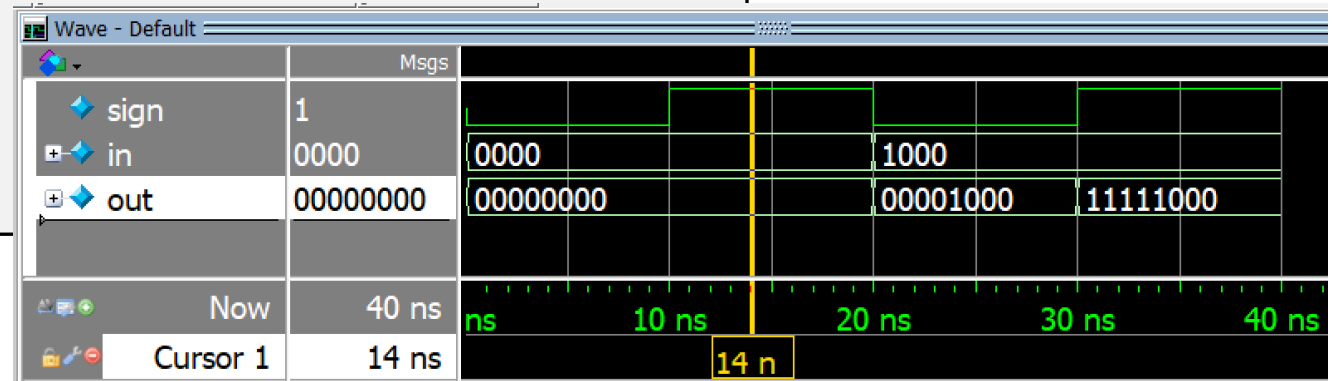 Wave - Default
Msgs
sign 1
in 0000 0000 1000
out 00000000 00000000 00001000 11111000
Now 40 ns ns 10 ns 20 ns 30 ns 40 ns
Cursor 1 14 ns 14 n